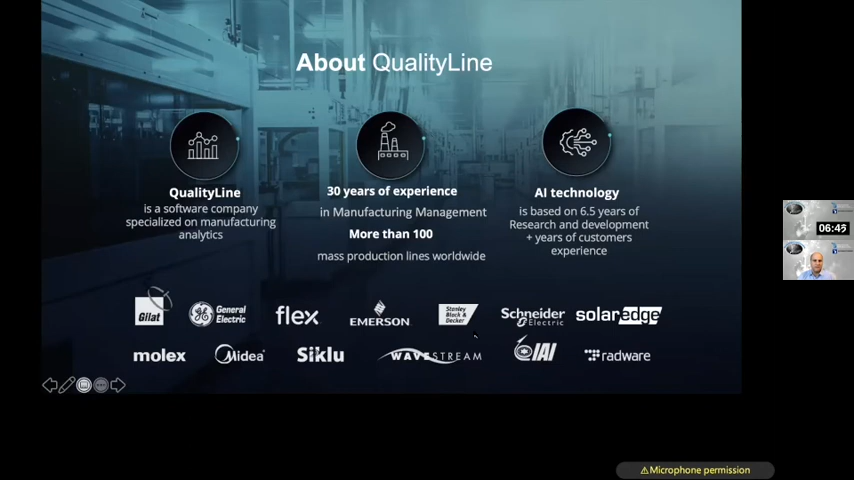 About QualityLine
QualityLine
is a software company
specialized on manufacturing
analytics
30 years of experience
in Manufacturing Management
More than 100
mass production lines worldwide
AI technology
is based on 6.5 years of
Research and development
+ years of customers
experience
Gilat
General
Electric
flex
EMERSON
Stanley
Black &
Decker
Schneider
Electric
solaredge
molex
Midea
Siklu
WAVESTREAM
IAI
radware
⚠Microphone permission